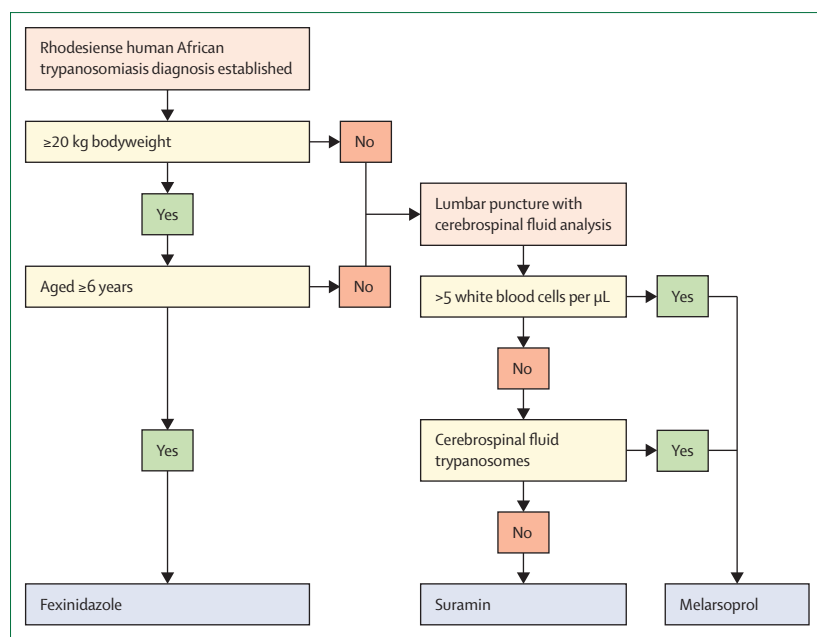 Rhodesiense human African
trypanosomiasis diagnosis established
≥20 kg bodyweight
No
Yes
Lumbar puncture with
cerebrospinal fluid analysis
Aged ≥6 years
No
>5 white blood cells per µL
Yes
No
Yes
Cerebrospinal fluid
trypanosomes
Yes
No
Fexinidazole
Suramin
Melarsoprol